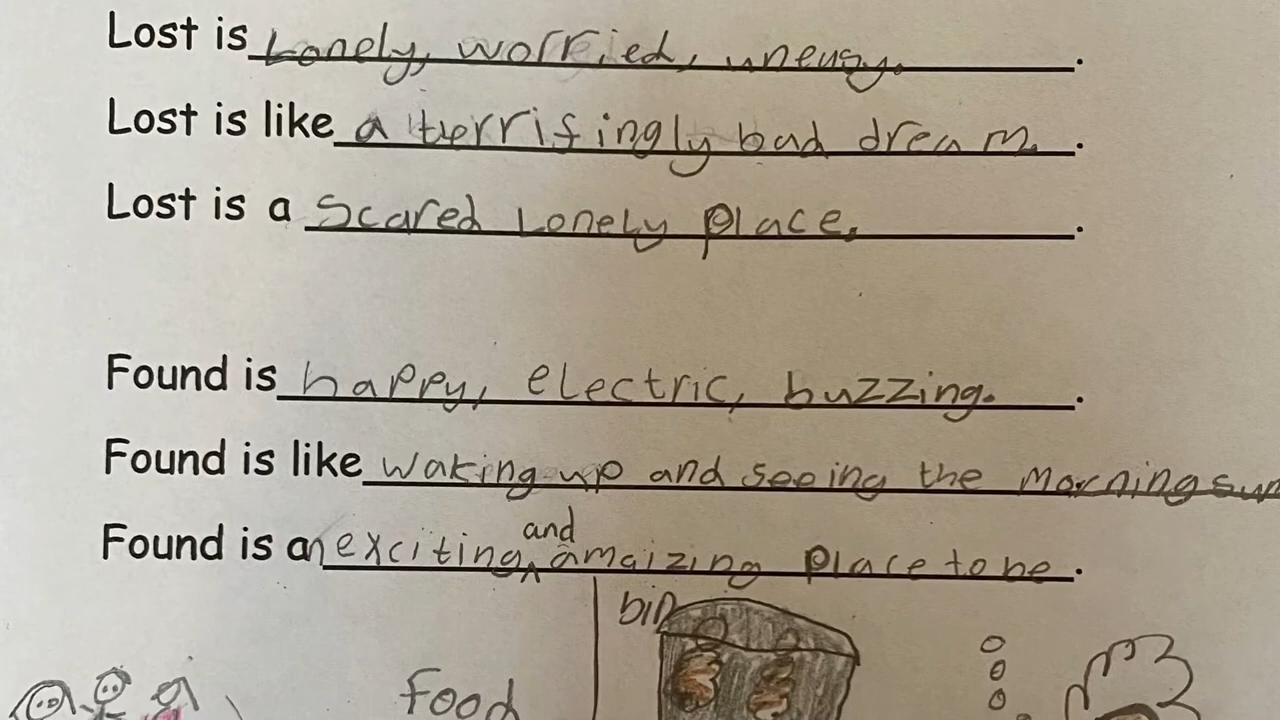 Lost is Lonely, worried, uneasy.
Lost is like a terrifingly bad dream.
Lost is a Scared Lonely place.
Found is happy, electric, buzzing.
Found is like waking up and seeing the morning sun
Found is an exciting and amaizing place to be.
bin
food